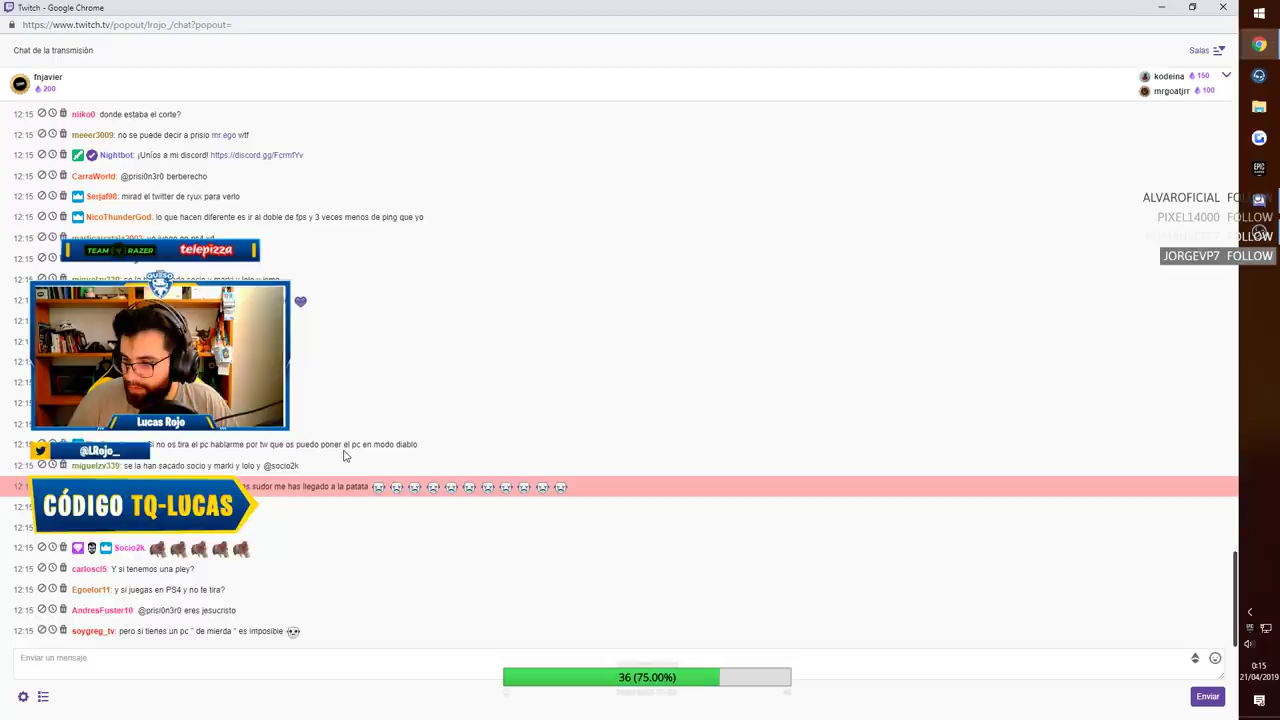 Twitch - Google Chrome
https://www.twitch.tv/popout/lrojo_/chat?popout=
Chat de la transmisión
Salas
fnjavier
200
kodeina 150
mrgoatjrr 100
12:15 niiko0: donde estaba el corte?
12:15 meeer3009: no se puede decir a prisio mr.ego wtf
12:15 Nightbot: ¡Uníos a mi discord! https://discord.gg/FcrmfYv
12:15 CarraWorld: @prisi0n3r0 berberecho
12:15 Serjaf98: mirad el twitter de ryux para verlo
12:15 NicoThunderGod: lo que hacen diferente es ir al doble de fps y 3 veces menos de ping que yo
ALVAROFICIAL FOLLOW
PIXEL14000 FOLLOW
FOLLOW
JORGEVP7 FOLLOW
12:15
TEAM RAZER telepizza
QUESO
Lucas Rojo
12:15 si no os tira el pc hablarme por tw que os puedo poner el pc en modo diablo
@LRojo_
miguelzv339: se la han sacado socio y marki y lolo y @socio2k
sudor me has llegado a la patata
CÓDIGO TQ-LUCAS
12:15 Socio2k:
12:15 carloscl5: Y si tenemos una pley?
12:15 Egoelor11: y si juegas en PS4 y no te tira?
12:15 AndresFuster10: @prisi0n3r0 eres jesucristo
12:15 soygreg_tv: pero si tienes un pc " de mierda " es imposible
Enviar un mensaje
36 (75.00%)
Enviar
0:15
21/04/2019